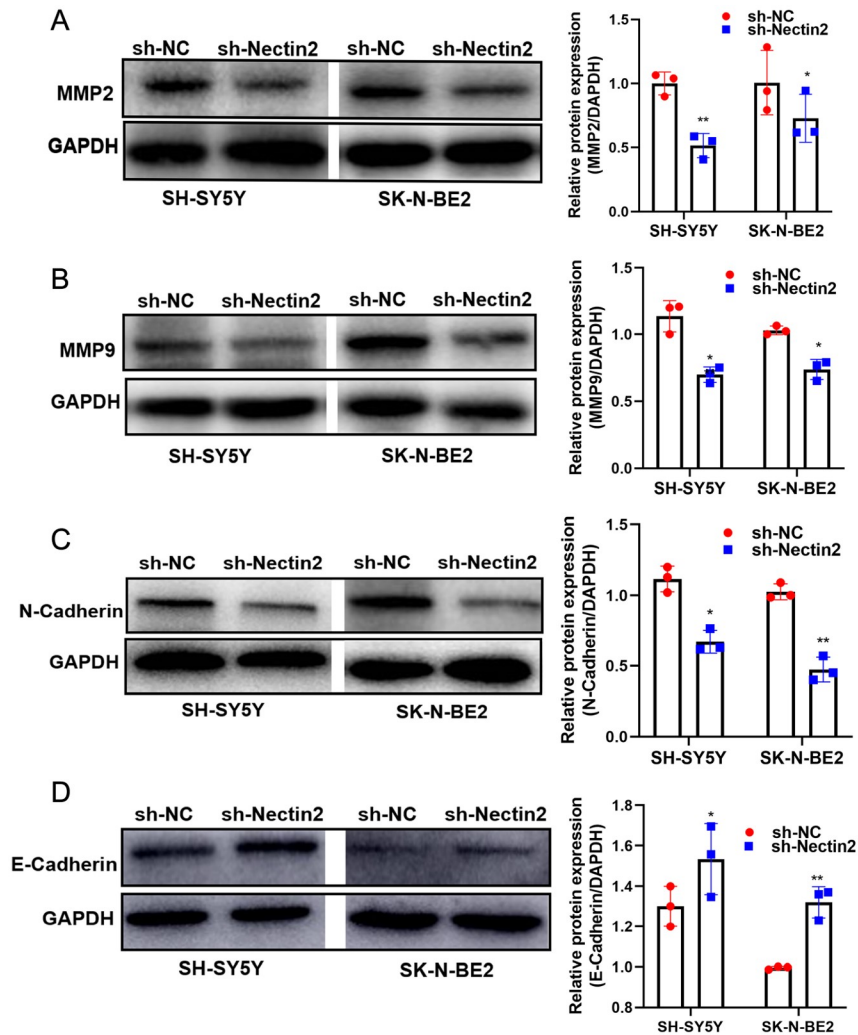 A
sh-NC sh-Nectin2 sh-NC sh-Nectin2
MMP2
GAPDH
SH-SY5Y SK-N-BE2
Relative protein expression
(MMP2/DAPDH)
1.5
1.0
0.5
0.0
sh-NC
sh-Nectin2
**
*
SH-SY5Y SK-N-BE2
B
sh-NC sh-Nectin2 sh-NC sh-Nectin2
MMP9
GAPDH
SH-SY5Y SK-N-BE2
Relative protein expression
(MMP9/DAPDH)
1.5
1.0
0.5
0.0
sh-NC
sh-Nectin2
*
*
SH-SY5Y SK-N-BE2
C
sh-NC sh-Nectin2 sh-NC sh-Nectin2
N-Cadherin
GAPDH
SH-SY5Y SK-N-BE2
Relative protein expression
(N-Cadherin/DAPDH)
1.5
1.0
0.5
0.0
sh-NC
sh-Nectin2
*
**
SH-SY5Y SK-N-BE2
D
sh-NC sh-Nectin2 sh-NC sh-Nectin2
E-Cadherin
GAPDH
SH-SY5Y SK-N-BE2
Relative protein expression
(E-Cadherin/DAPDH)
1.8
1.6
1.4
1.2
1.0
0.8
sh-NC
sh-Nectin2
*
**
SH-SY5Y SK-N-BE2